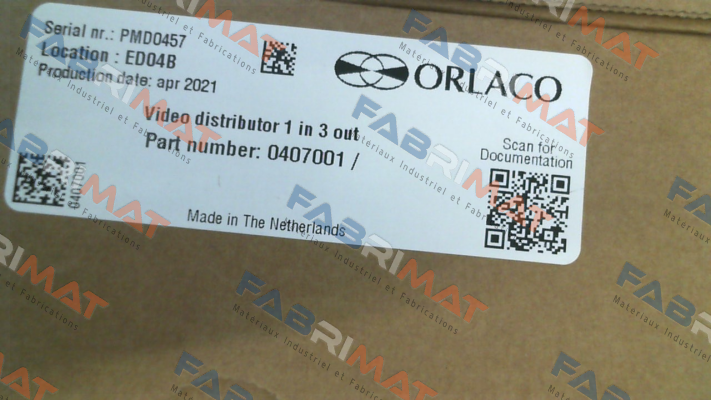 Serial nr.: PMD0457
Location : ED04B
Production date: apr 2021
ORLACO
Video distributor 1 in 3 out
Part number: 0407001 /
Scan for
Documentation
0407001
Made in The Netherlands
FABRIMAT
Materiaux Industriel et Fabrications